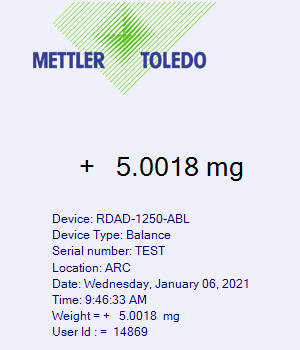 METTLER TOLEDO
+ 5.0018 mg
Device: RDAD-1250-ABL
Device Type: Balance
Serial number: TEST
Location: ARC
Date: Wednesday, January 06, 2021
Time: 9:46:33 AM
Weight = + 5.0018 mg
User Id : = 14869